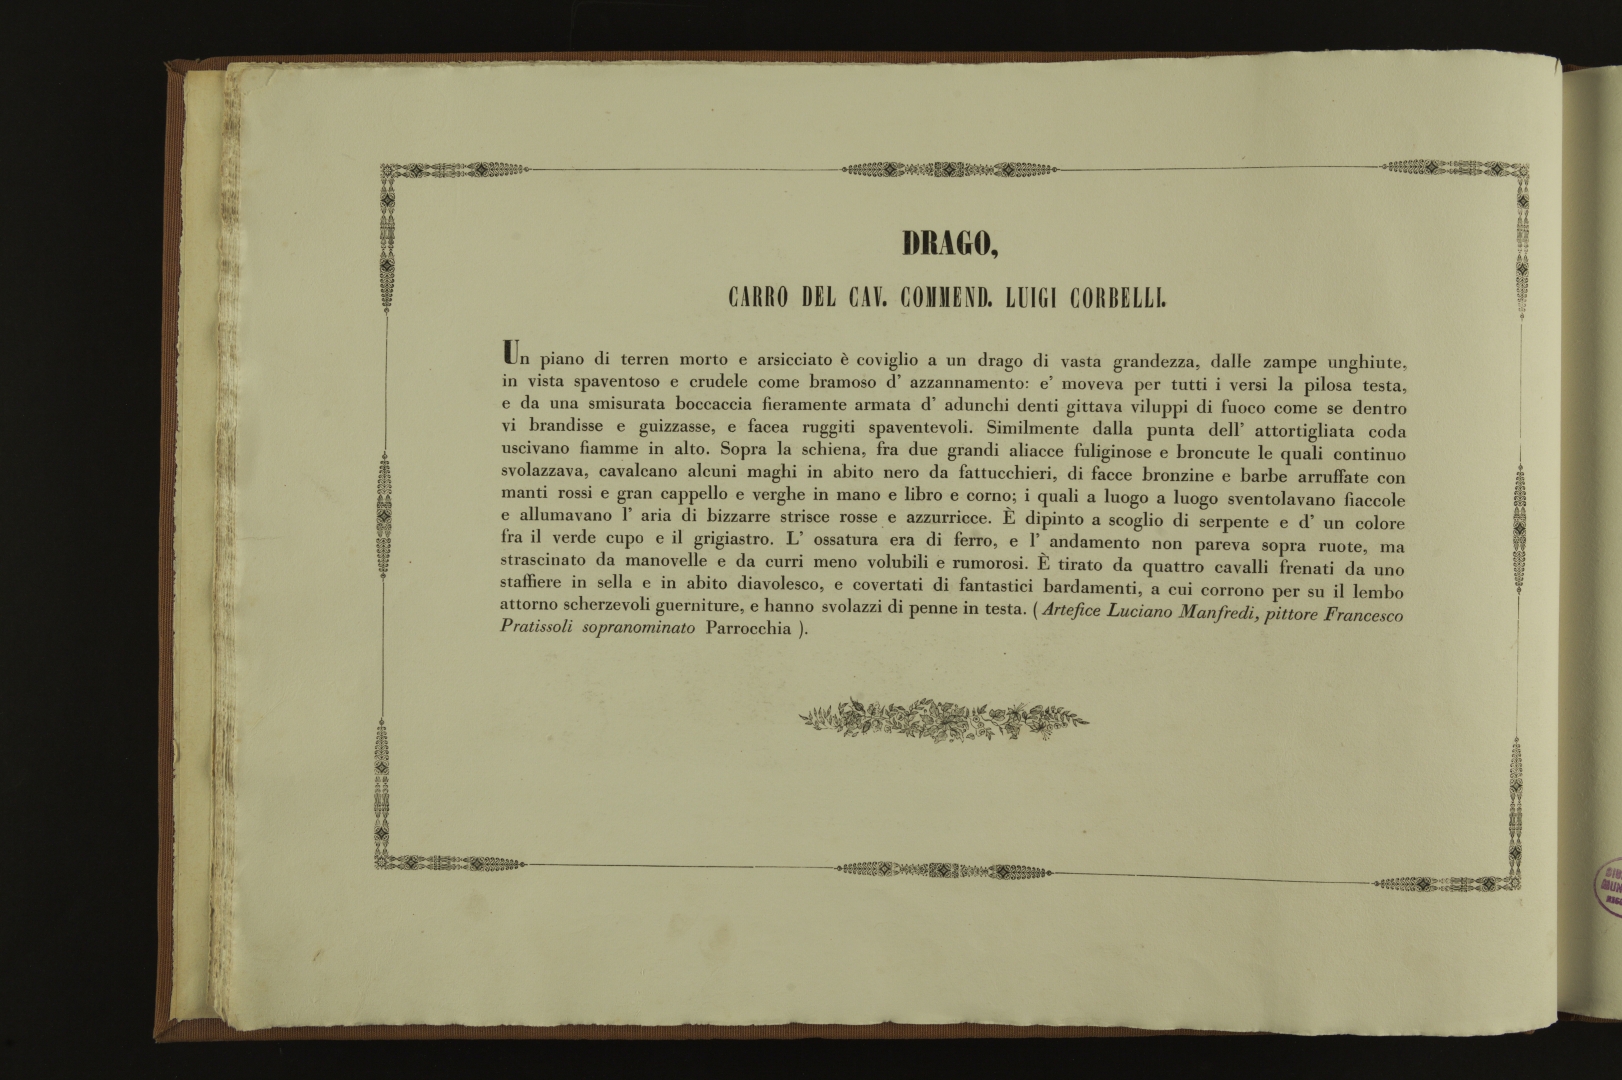 DRAGO,
CARRO DEL CAV. COMMEND. LUIGI CORBELLI.
Un piano di terren morto e arsicciato è coviglio a un drago di vasta grandezza, dalle zampe unghiute,
in vista spaventoso e crudele come bramoso d' azzannamento: e' moveva per tutti i versi la pilosa testa,
e da una smisurata boccaccia fieramente armata d' adunchi denti gittava viluppi di fuoco come se dentro
vi brandisse e guizzasse, e facea ruggiti spaventevoli. Similmente dalla punta dell' attortigliata coda
uscivano fiamme in alto. Sopra la schiena, fra due grandi aliacce fuliginose e broncute le quali continuo
svolazzava, cavalcano alcuni maghi in abito nero da fattucchieri, di facce bronzine e barbe arruffate con
manti rossi e gran cappello e verghe in mano e libro e corno; i quali a luogo a luogo sventolavano fiaccole
e allumavano l' aria di bizzarre strisce rosse e azzurricce. È dipinto a scoglio di serpente e d' un colore
fra il verde cupo e il grigiastro. L' ossatura era di ferro, e l' andamento non pareva sopra ruote, ma
strascinato da manovelle e da curri meno volubili e rumorosi. È tirato da quattro cavalli frenati da uno
staffiere in sella e in abito diavolesco, e covertati di fantastici bardamenti, a cui corrono per su il lembo
attorno scherzevoli guerniture, e hanno svolazzi di penne in testa. ( Artefice Luciano Manfredi, pittore Francesco
Pratissoli sopranominato Parrocchia ).